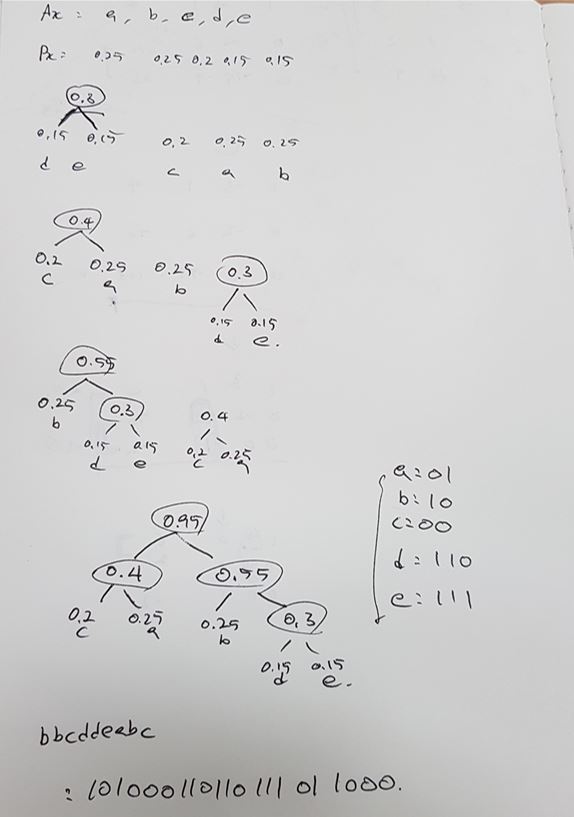 Ax : a, b, c, d, e
Px : 0.25 0.25 0.2 0.15 0.15
0.3
0.15 0.15 0.2 0.25 0.25
d e c a b
0.4
0.2 0.25 0.25 0.3
c a b
0.15 0.15
d e.
0.55
0.25 0.3 0.4
b
0.15 0.15 0.2 0.25
d e c a
a=01
b=10
c=00
d=110
e=111
0.95
0.4 0.55
0.2 0.25 0.25 0.3
c a b
0.15 0.15
d e.
bbcddeabc
: 101000110110 111 01 1000.